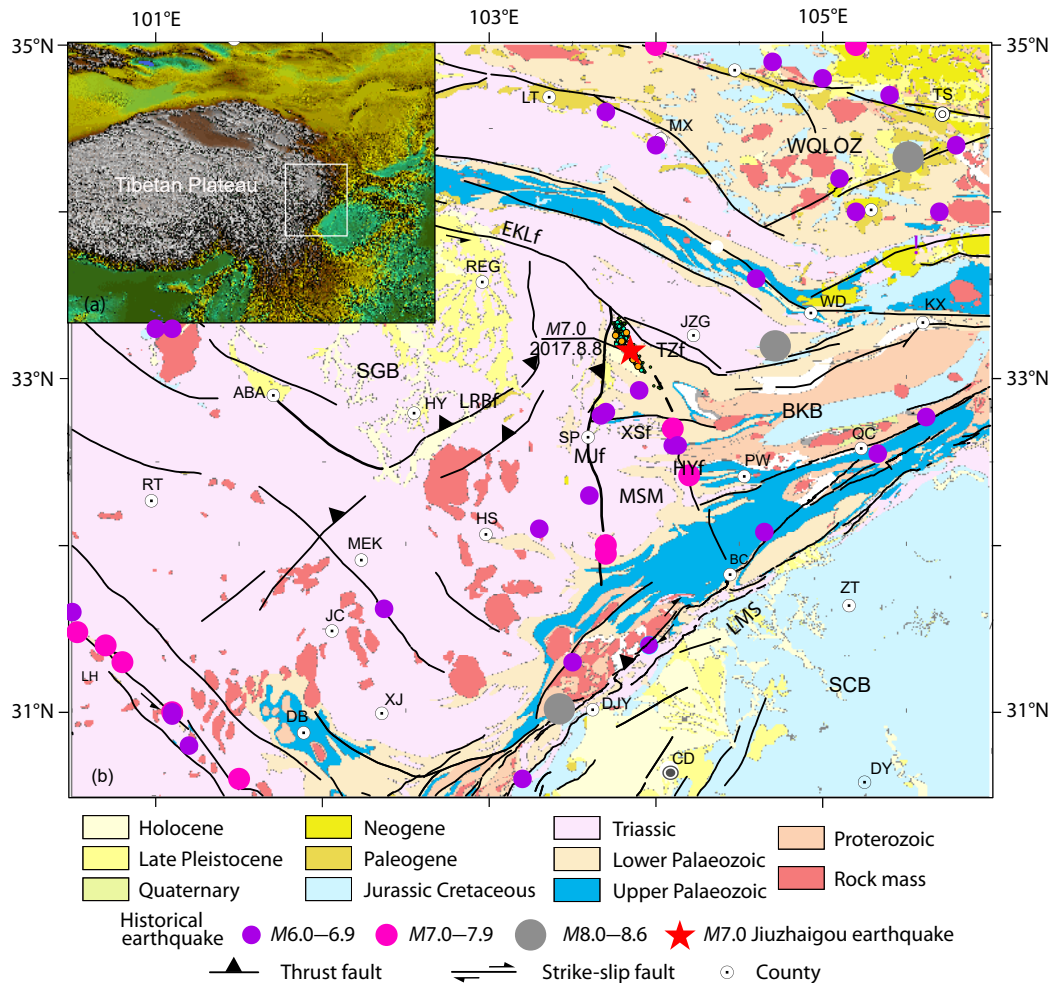 101°E 103°E 105°E
35°N 35°N
LT
TS
MX
WQLOZ
Tibetan Plateau
EKLf
REG
(a)
WD
KX
M7.0
JZG
2017.8.8
TZf
33°N 33°N
SGB
ABA
HY
LRBf
BKB
SP
XSf
QC
MJf
HYf
PW
RT
MSM
HS
MEK
BC
ZT
JC
LMS
LH
SCB
XJ
DJY
31°N 31°N
DB
(b)
CD
DY
Holocene Neogene Triassic Proterozoic
Late Pleistocene Paleogene Lower Palaeozoic Rock mass
Quaternary Jurassic Cretaceous Upper Palaeozoic
Historical
earthquake M6.0—6.9 M7.0—7.9 M8.0—8.6 M7.0 Jiuzhaigou earthquake
Thrust fault Strike-slip fault County